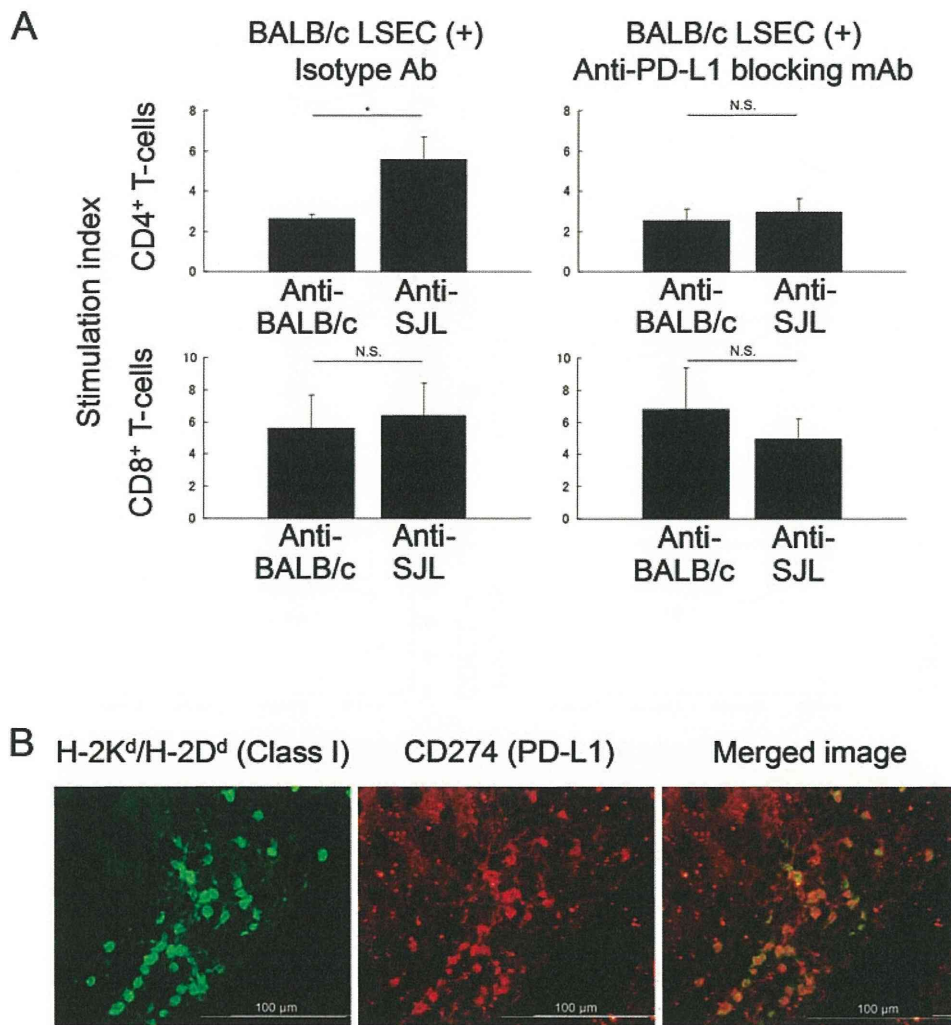 A
BALB/c LSEC (+)
Isotype Ab
BALB/c LSEC (+)
Anti-PD-L1 blocking mAb
Stimulation index
CD4⁺ T-cells
8
6
4
2
0
*
Anti-
BALB/c
Anti-
SJL
8
6
4
2
0
N.S.
Anti-
BALB/c
Anti-
SJL
CD8⁺ T-cells
10
8
6
4
2
0
N.S.
Anti-
BALB/c
Anti-
SJL
10
8
6
4
2
0
N.S.
Anti-
BALB/c
Anti-
SJL
B
H-2Kᵈ/H-2Dᵈ (Class I)
CD274 (PD-L1)
Merged image
100 µm
100 µm
100 µm